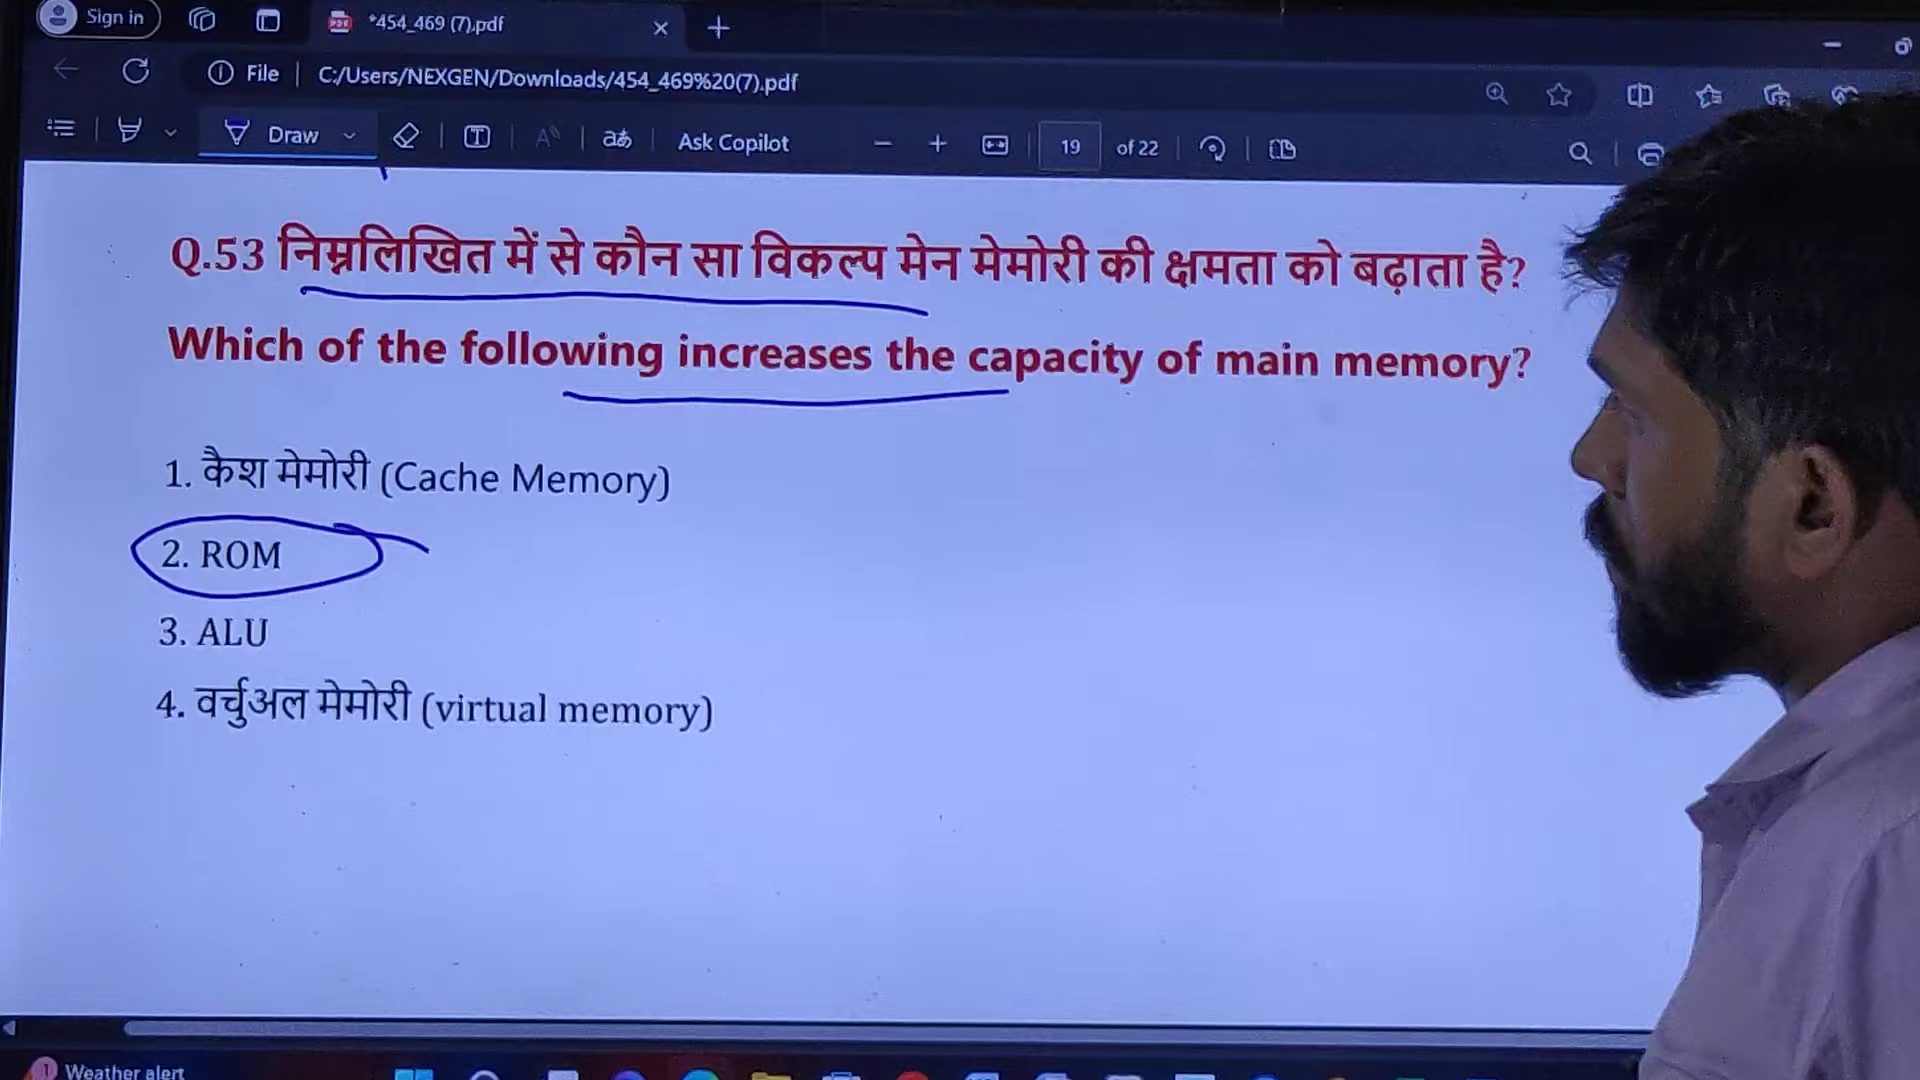 Sign in
*454_469 (7).pdf
File
C:/Users/NEXGEN/Downloads/454_469%20(7).pdf
Draw
Ask Copilot
19 of 22
Q.53 निम्नलिखित में से कौन सा विकल्प मेन मेमोरी की क्षमता को बढ़ाता है?
Which of the following increases the capacity of main memory?
1. कैश मेमोरी (Cache Memory)
2. ROM
3. ALU
4. वर्चुअल मेमोरी (virtual memory)
1
Weather alert